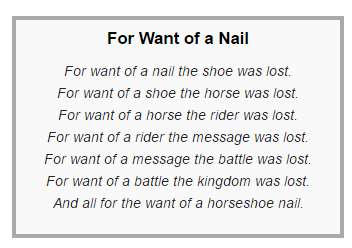 For Want of a Nail
For want of a nail the shoe was lost.
For want of a shoe the horse was lost.
For want of a horse the rider was lost.
For want of a rider the message was lost.
For want of a message the battle was lost.
For want of a battle the kingdom was lost.
And all for the want of a horseshoe nail.